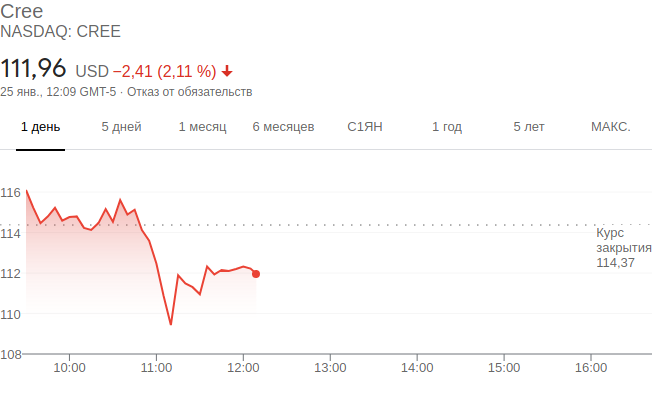 Cree
NASDAQ: CREE
111,96 USD −2,41 (2,11 %)
25 янв., 12:09 GMT-5 · Отказ от обязательств
1 день 5 дней 1 месяц 6 месяцев С1ЯН 1 год 5 лет МАКС.
116
114
Курс
закрытия
114,37
112
110
108
10:00 11:00 12:00 13:00 14:00 15:00 16:00